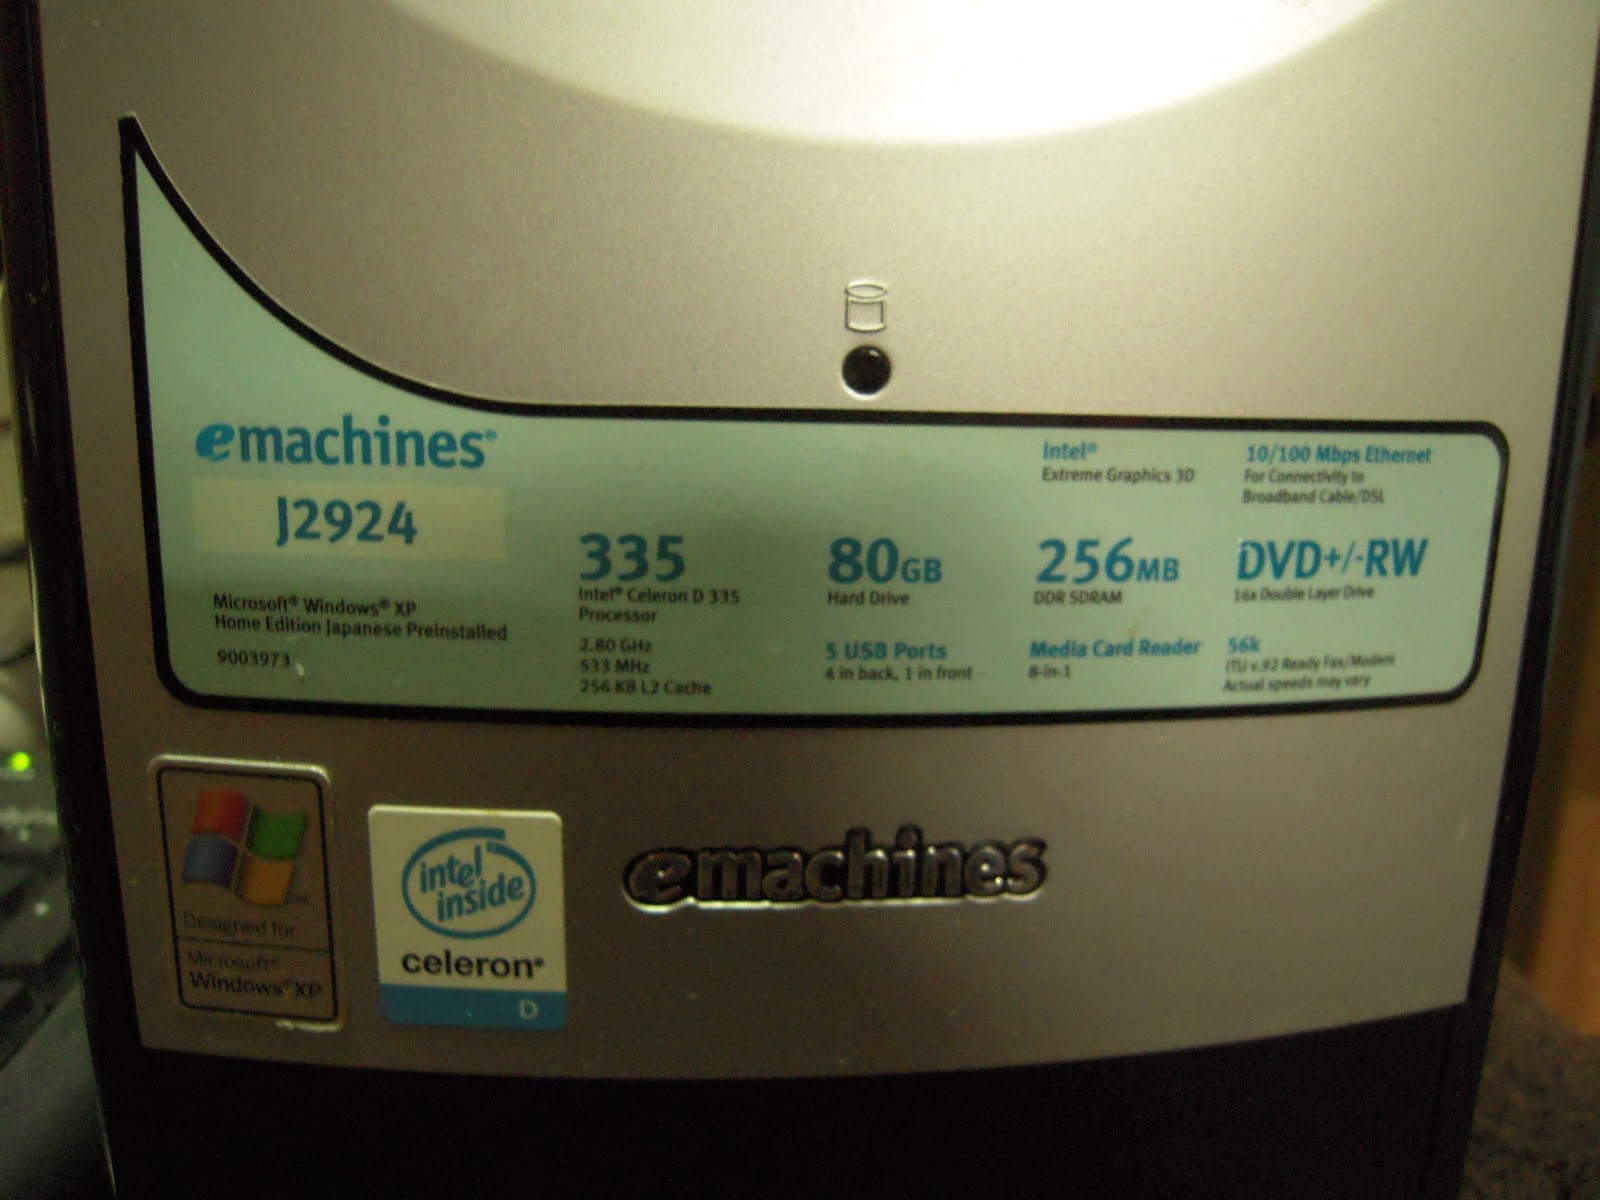 emachines®
J2924
Microsoft® Windows® XP
Home Edition Japanese Preinstalled
9003973
335
Intel® Celeron D 335
Processor
2.80 GHz
533 MHz
256 KB L2 Cache
80GB
Hard Drive
5 USB Ports
4 in back, 1 in front
Intel®
Extreme Graphics 3D
256MB
DDR SDRAM
Media Card Reader
8-in-1
10/100 Mbps Ethernet
For Connectivity to
Broadband Cable/DSL
DVD+/-RW
16x Double Layer Drive
56k
ITU v.92 Ready Fax/Modem
Actual speeds may vary
Designed for
Microsoft®
Windows® XP
intel®
inside™
celeron®
D
emachines